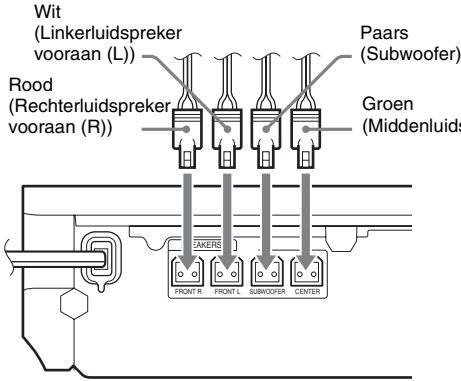 Wit
(Linkerluidspreker
vooraan (L))
Paars
(Subwoofer)
Rood
(Rechterluidspreker
vooraan (R))
Groen
FRONT R
FRONT L
SUBWOOFER
CENTER